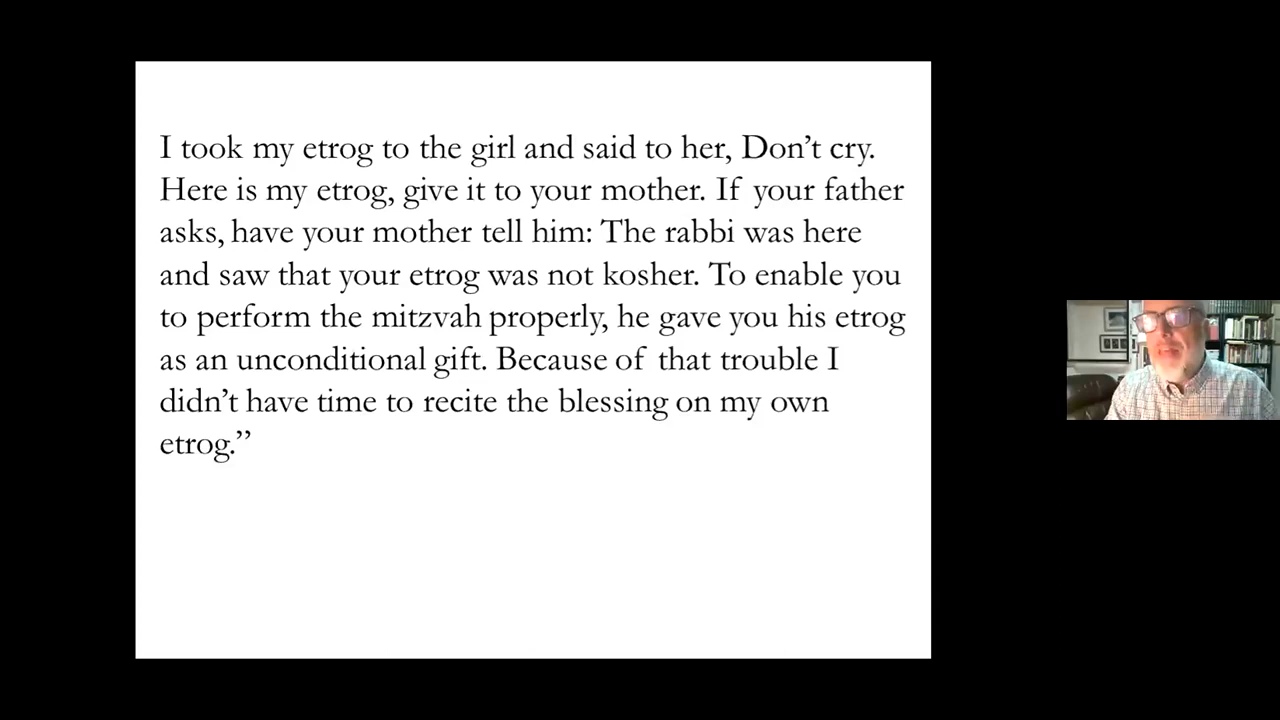 I took my etrog to the girl and said to her, Don’t cry.
Here is my etrog, give it to your mother. If your father
asks, have your mother tell him: The rabbi was here
and saw that your etrog was not kosher. To enable you
to perform the mitzvah properly, he gave you his etrog
as an unconditional gift. Because of that trouble I
didn’t have time to recite the blessing on my own
etrog.”